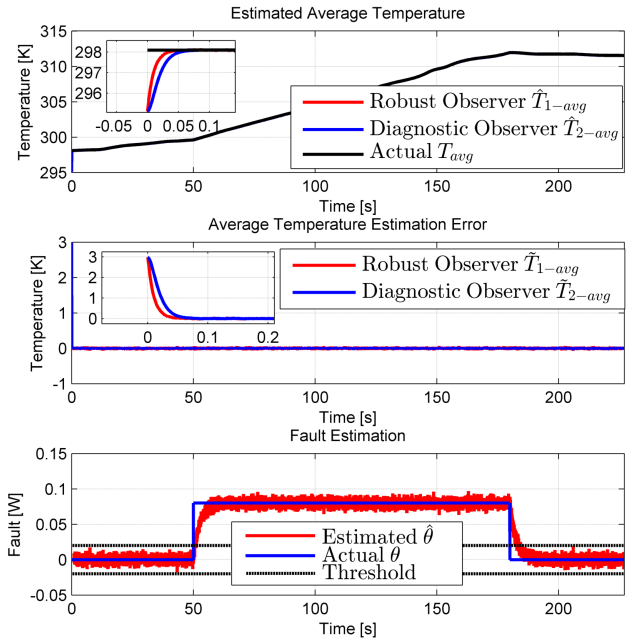 Estimated Average Temperature
Temperature [K]
315
310
305
300
295
298
297
296
-0.05 0 0.05 0.1
Robust Observer T̂1−avg
Diagnostic Observer T̂2−avg
Actual Tavg
0 50 100 150 200
Time [s]
Average Temperature Estimation Error
Temperature [K]
3
2
1
0
-1
3
2
1
0
0 0.1 0.2
Robust Observer T̃1−avg
Diagnostic Observer T̃2−avg
0 50 100 150 200
Time [s]
Fault Estimation
Fault [W]
0.15
0.1
0.05
0
-0.05
Estimated θ̂
Actual θ
Threshold
0 50 100 150 200
Time [s]